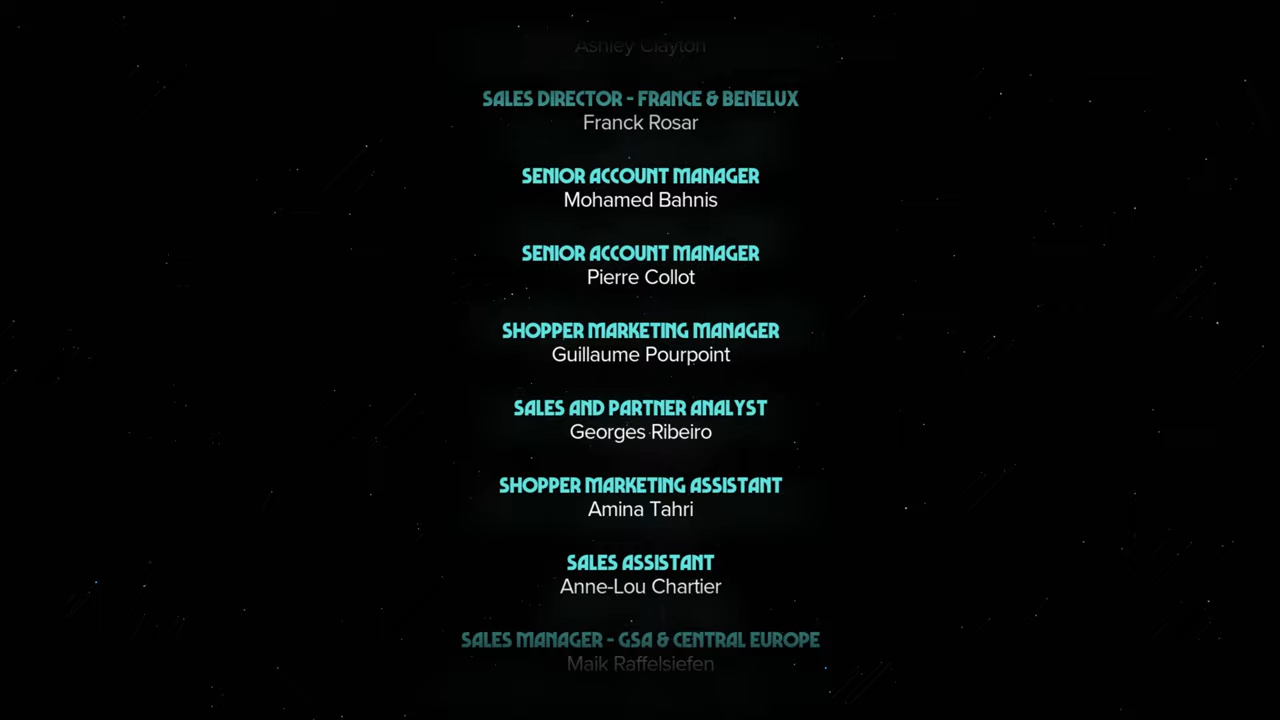 Ashley Clayton
SALES DIRECTOR - FRANCE & BENELUX
Franck Rosar
SENIOR ACCOUNT MANAGER
Mohamed Bahnis
SENIOR ACCOUNT MANAGER
Pierre Collot
SHOPPER MARKETING MANAGER
Guillaume Pourpoint
SALES AND PARTNER ANALYST
Georges Ribeiro
SHOPPER MARKETING ASSISTANT
Amina Tahri
SALES ASSISTANT
Anne-Lou Chartier
SALES MANAGER - GSA & CENTRAL EUROPE
Maik Raffelsiefen